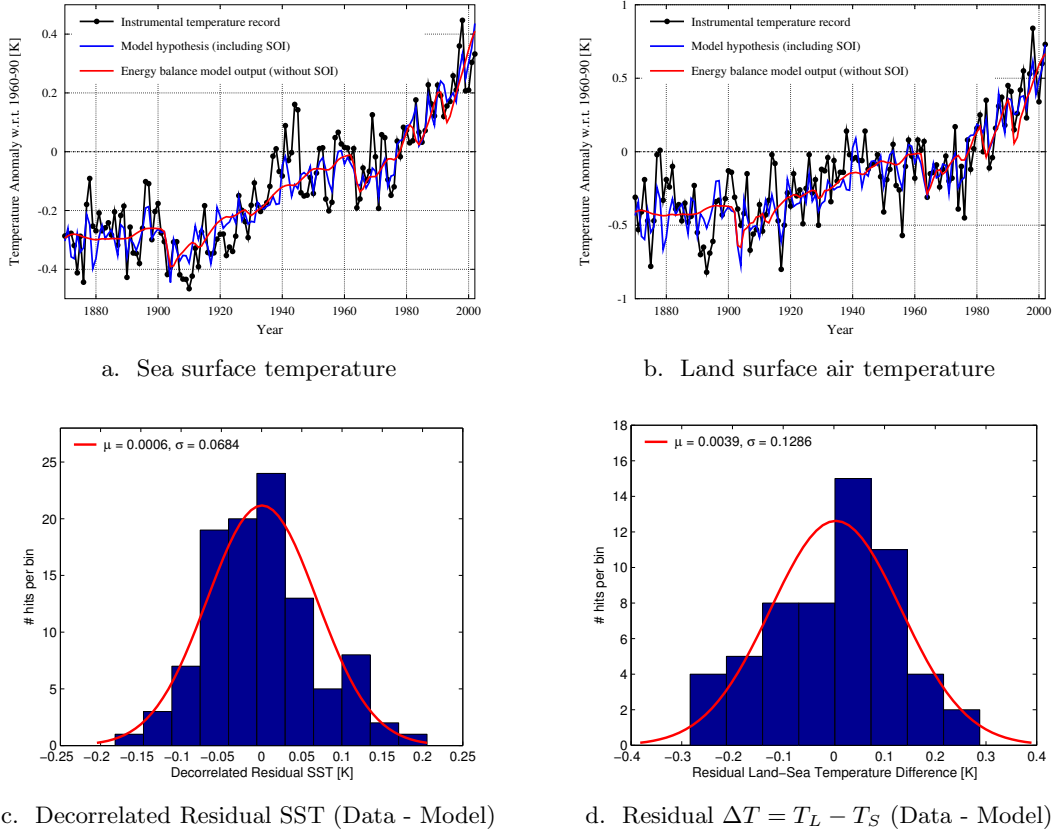 Instrumental temperature record
Model hypothesis (including SOI)
Energy balance model output (without SOI)
Temperature Anomaly w.r.t. 1960-90 [K]
0.4
0.2
0
-0.2
-0.4
1880 1900 1920 1940 1960 1980 2000
Year
a. Sea surface temperature
Instrumental temperature record
Model hypothesis (including SOI)
Energy balance model output (without SOI)
Temperature Anomaly w.r.t. 1960-90 [K]
1
0.5
0
-0.5
-1
1880 1900 1920 1940 1960 1980 2000
Year
b. Land surface air temperature
μ = 0.0006, σ = 0.0684
# hits per bin
25
20
15
10
5
0
−0.25 −0.2 −0.15 −0.1 −0.05 0 0.05 0.1 0.15 0.2 0.25
Decorrelated Residual SST [K]
c. Decorrelated Residual SST (Data - Model)
μ = 0.0039, σ = 0.1286
# hits per bin
18
16
14
12
10
8
6
4
2
0
−0.4 −0.3 −0.2 −0.1 0 0.1 0.2 0.3 0.4
Residual Land−Sea Temperature Difference [K]
d. Residual ΔT = T_L − T_S (Data - Model)